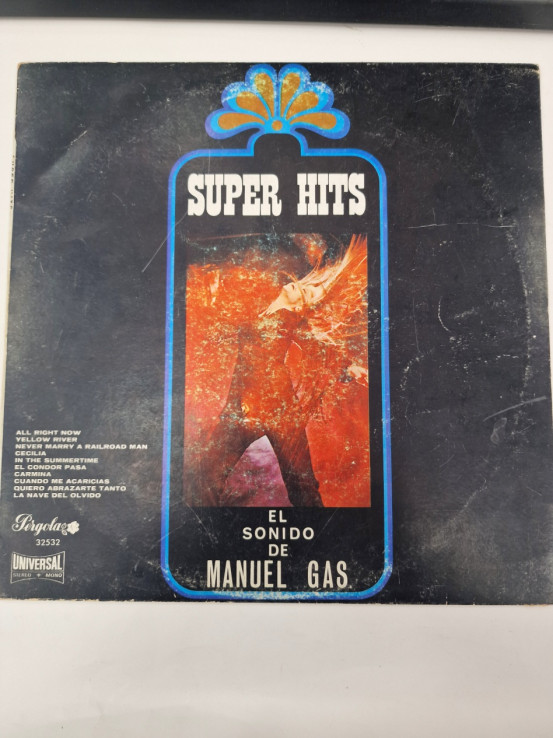 SUPER HITS
ALL RIGHT NOW
YELLOW RIVER
NEVER MARRY A RAILROAD MAN
CECILIA
IN THE SUMMERTIME
EL CONDOR PASA
CARMINA
CUANDO ME ACARICIAS
QUIERO ABRAZARTE TANTO
LA NAVE DEL OLVIDO
Pérgola
32532
UNIVERSAL
STEREO MONO
EL
SONIDO
DE
MANUEL GAS